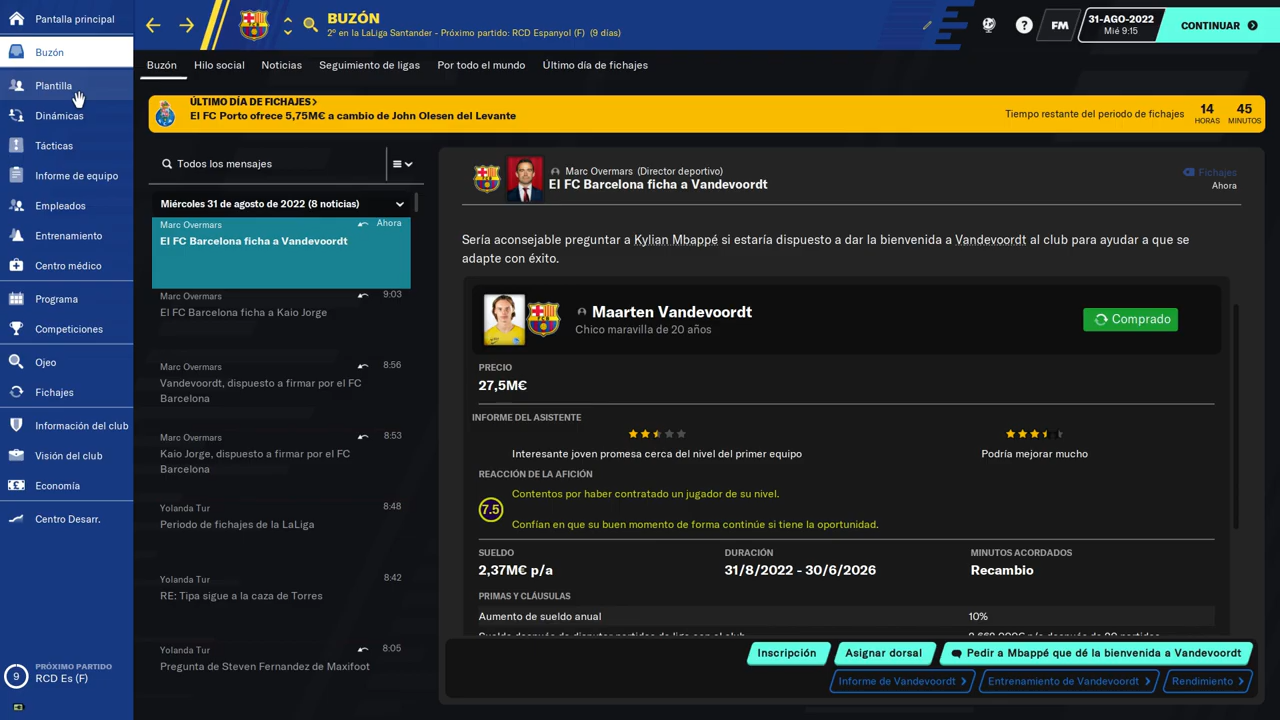 Pantalla principal
Buzón
Plantilla
Dinámicas
Tácticas
Informe de equipo
Empleados
Entrenamiento
Centro médico
Programa
Competiciones
Ojeo
Fichajes
Información del club
Visión del club
Economía
Centro Desarr.
9
PRÓXIMO PARTIDO
RCD Es (F)
BUZÓN
2º en la LaLiga Santander - Próximo partido: RCD Espanyol (F) (9 días)
?
FM
31-AGO-2022
Mié 9:15
CONTINUAR
Buzón
Hilo social
Noticias
Seguimiento de ligas
Por todo el mundo
Último día de fichajes
ÚLTIMO DÍA DE FICHAJES>
El FC Porto ofrece 5,75M€ a cambio de John Olesen del Levante
Tiempo restante del periodo de fichajes
14
HORAS
45
MINUTOS
Todos los mensajes
Miércoles 31 de agosto de 2022 (8 noticias)
Marc Overmars
Ahora
El FC Barcelona ficha a Vandevoordt
Marc Overmars
9:03
El FC Barcelona ficha a Kaio Jorge
Marc Overmars
8:56
Vandevoordt, dispuesto a firmar por el FC
Barcelona
Marc Overmars
8:53
Kaio Jorge, dispuesto a firmar por el FC
Barcelona
Yolanda Tur
8:48
Periodo de fichajes de la LaLiga
Yolanda Tur
8:42
RE: Tipa sigue a la caza de Torres
Yolanda Tur
8:05
Pregunta de Steven Fernandez de Maxifoot
Marc Overmars (Director deportivo)
El FC Barcelona ficha a Vandevoordt
Fichajes
Ahora
Sería aconsejable preguntar a Kylian Mbappé si estaría dispuesto a dar la bienvenida a Vandevoordt al club para ayudar a que se
adapte con éxito.
Maarten Vandevoordt
Chico maravilla de 20 años
Comprado
PRECIO
27,5M€
INFORME DEL ASISTENTE
Interesante joven promesa cerca del nivel del primer equipo
Podría mejorar mucho
REACCIÓN DE LA AFICIÓN
7.5
Contentos por haber contratado un jugador de su nivel.
Confían en que su buen momento de forma continúe si tiene la oportunidad.
SUELDO
DURACIÓN
MINUTOS ACORDADOS
2,37M€ p/a
31/8/2022 - 30/6/2026
Recambio
PRIMAS Y CLÁUSULAS
Aumento de sueldo anual
10%
Inscripción
Asignar dorsal
Pedir a Mbappé que dé la bienvenida a Vandevoordt
Informe de Vandevoordt >
Entrenamiento de Vandevoordt >
Rendimiento >